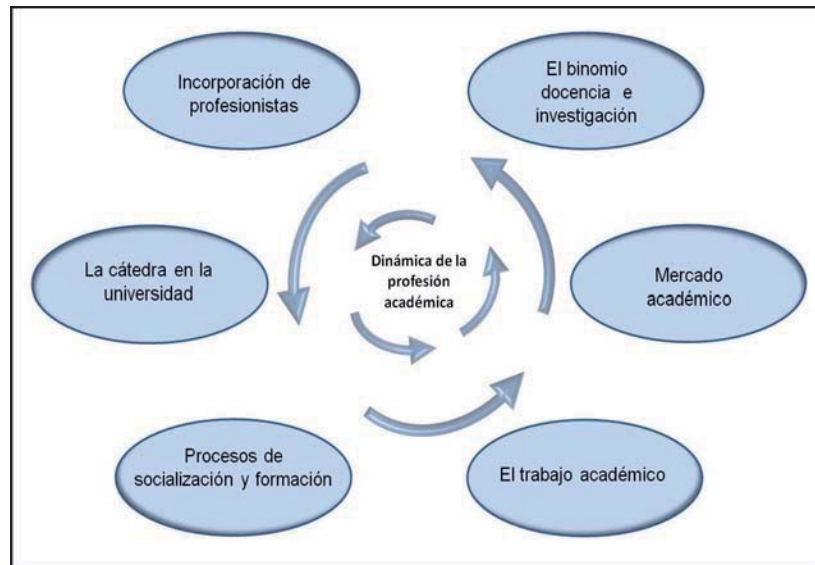 Incorporación de
profesionistas
El binomio
docencia e
investigación
La cátedra en la
universidad
Dinámica de la
profesión
académica
Mercado
académico
Procesos de
socialización y formación
El trabajo académico